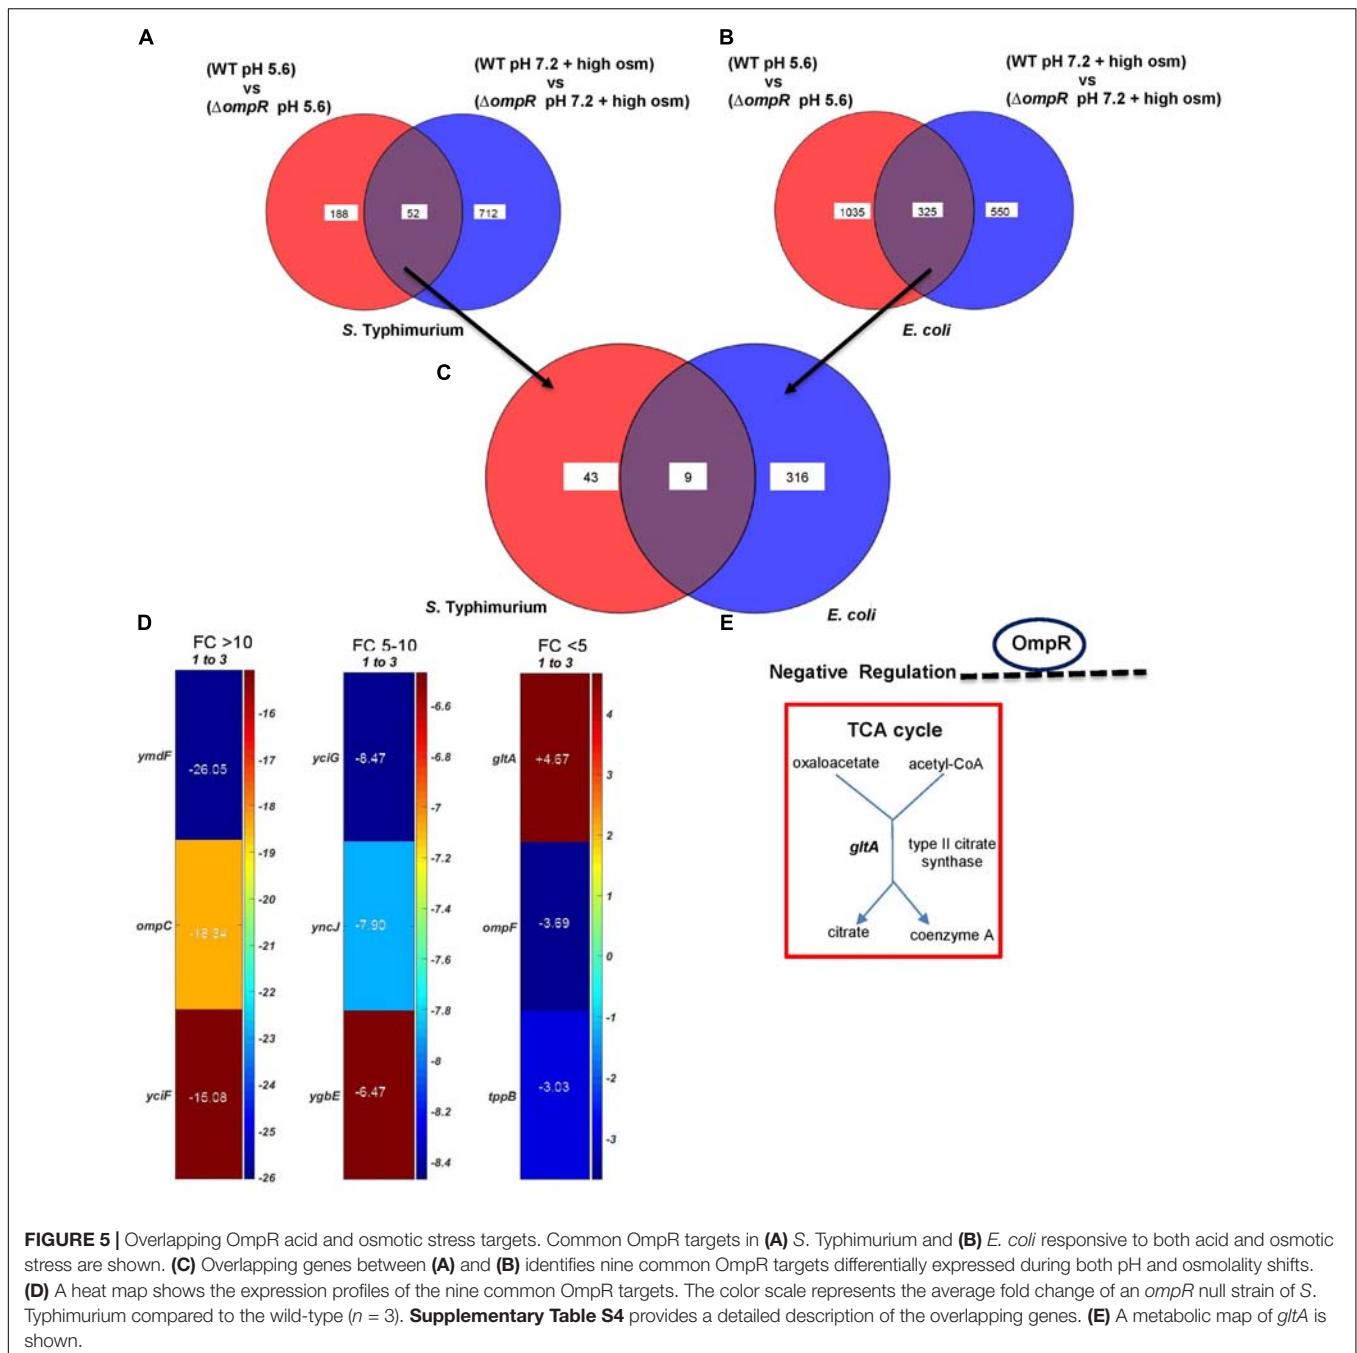 A
(WT pH 5.6)
vs
(ΔompR pH 5.6)
(WT pH 7.2 + high osm)
vs
(ΔompR pH 7.2 + high osm)
188
52
712
S. Typhimurium
B
(WT pH 5.6)
vs
(ΔompR pH 5.6)
(WT pH 7.2 + high osm)
vs
(ΔompR pH 7.2 + high osm)
1035
325
550
E. coli
C
43
9
316
S. Typhimurium
E. coli
D
FC >10
1 to 3
ymdF
-26.05
ompC
-18.34
yciF
-15.08
-16
-17
-18
-19
-20
-21
-22
-23
-24
-25
-26
FC 5-10
1 to 3
yciG
-8.47
yncJ
-7.90
ygbE
-6.47
-6.6
-6.8
-7
-7.2
-7.4
-7.6
-7.8
-8
-8.2
-8.4
FC <5
1 to 3
gltA
+4.67
ompF
-3.69
tppB
-3.03
4
3
2
1
0
-1
-2
-3
E
OmpR
Negative Regulation
TCA cycle
oxaloacetate
acetyl-CoA
gltA
type II citrate
synthase
citrate
coenzyme A
FIGURE 5 | Overlapping OmpR acid and osmotic stress targets. Common OmpR targets in (A) S. Typhimurium and (B) E. coli responsive to both acid and osmotic
stress are shown. (C) Overlapping genes between (A) and (B) identifies nine common OmpR targets differentially expressed during both pH and osmolality shifts.
(D) A heat map shows the expression profiles of the nine common OmpR targets. The color scale represents the average fold change of an ompR null strain of S.
Typhimurium compared to the wild-type (n = 3). Supplementary Table S4 provides a detailed description of the overlapping genes. (E) A metabolic map of gltA is
shown.